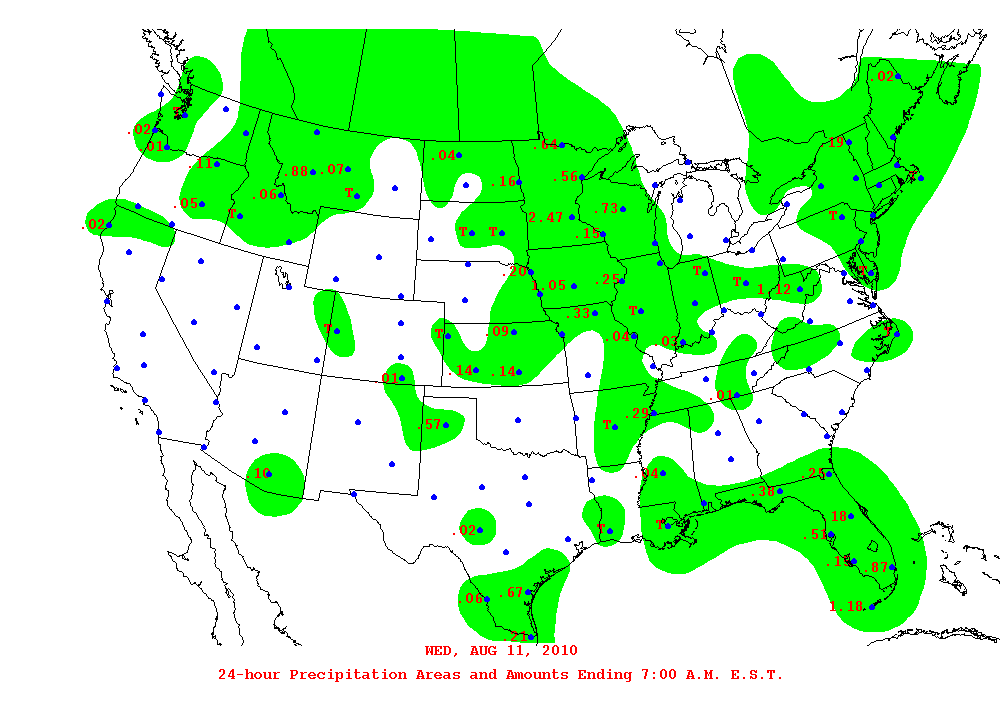 .02
.02
.01
.19
.64
.04
.11
.88 .07
.16
.56
.06
T
.05
.73
T
.02
2.47
T
T T
.15
.20
T
T
1.05
.25
T
1.12
.33
T
T
T
.09
.04
.03
.14 .14
.01
.01
.29
.57
T
.10
.04
.25
.38
.18
T
T
.02
.51
.19
.87
.67
.06
1.18
.21
WED, AUG 11, 2010
24-hour Precipitation Areas and Amounts Ending 7:00 A.M. E.S.T.